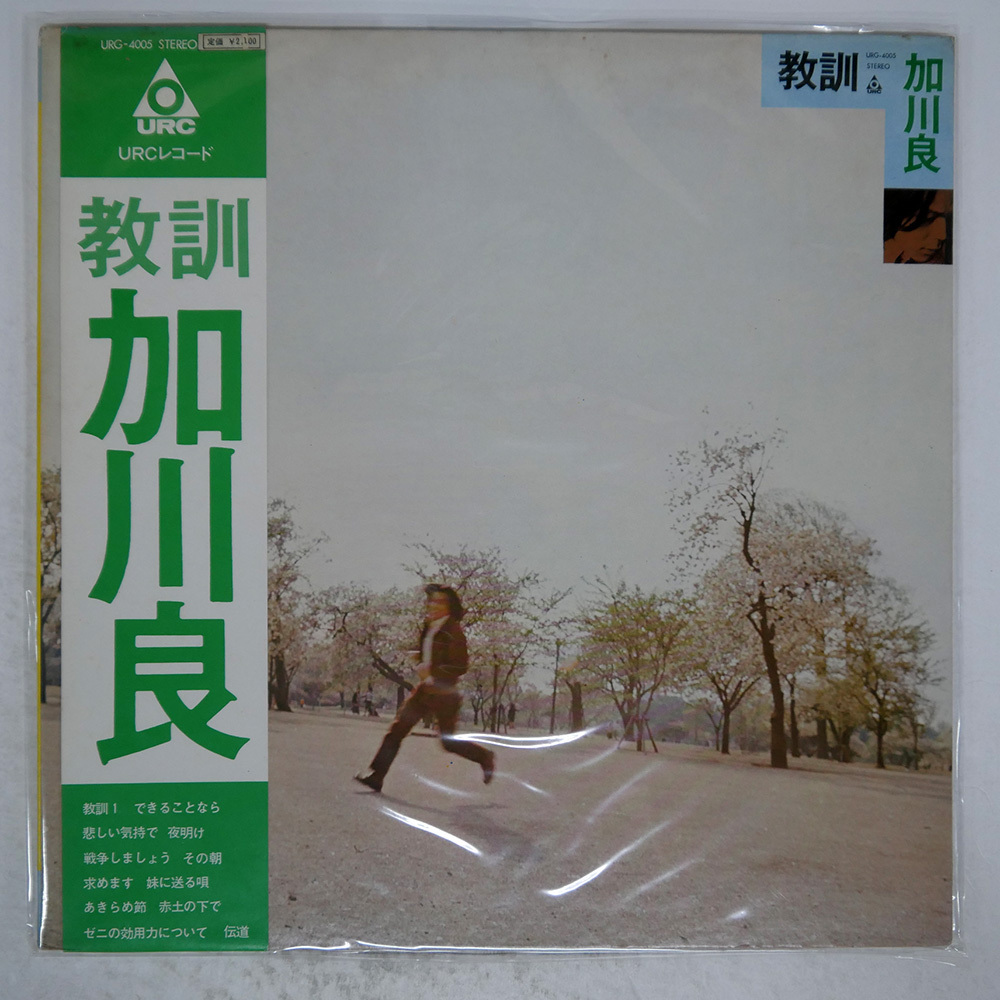 URG-4005 STEREO 定価 ¥2,100
URC
URCレコード
教訓
加川良
教訓1 できることなら
悲しい気持で 夜明け
戦争しましょう その朝
求めます 妹に送る唄
あきらめ節 赤土の下で
ゼニの効用力について 伝道
教訓
URG-4005
STEREO
URC
加川良